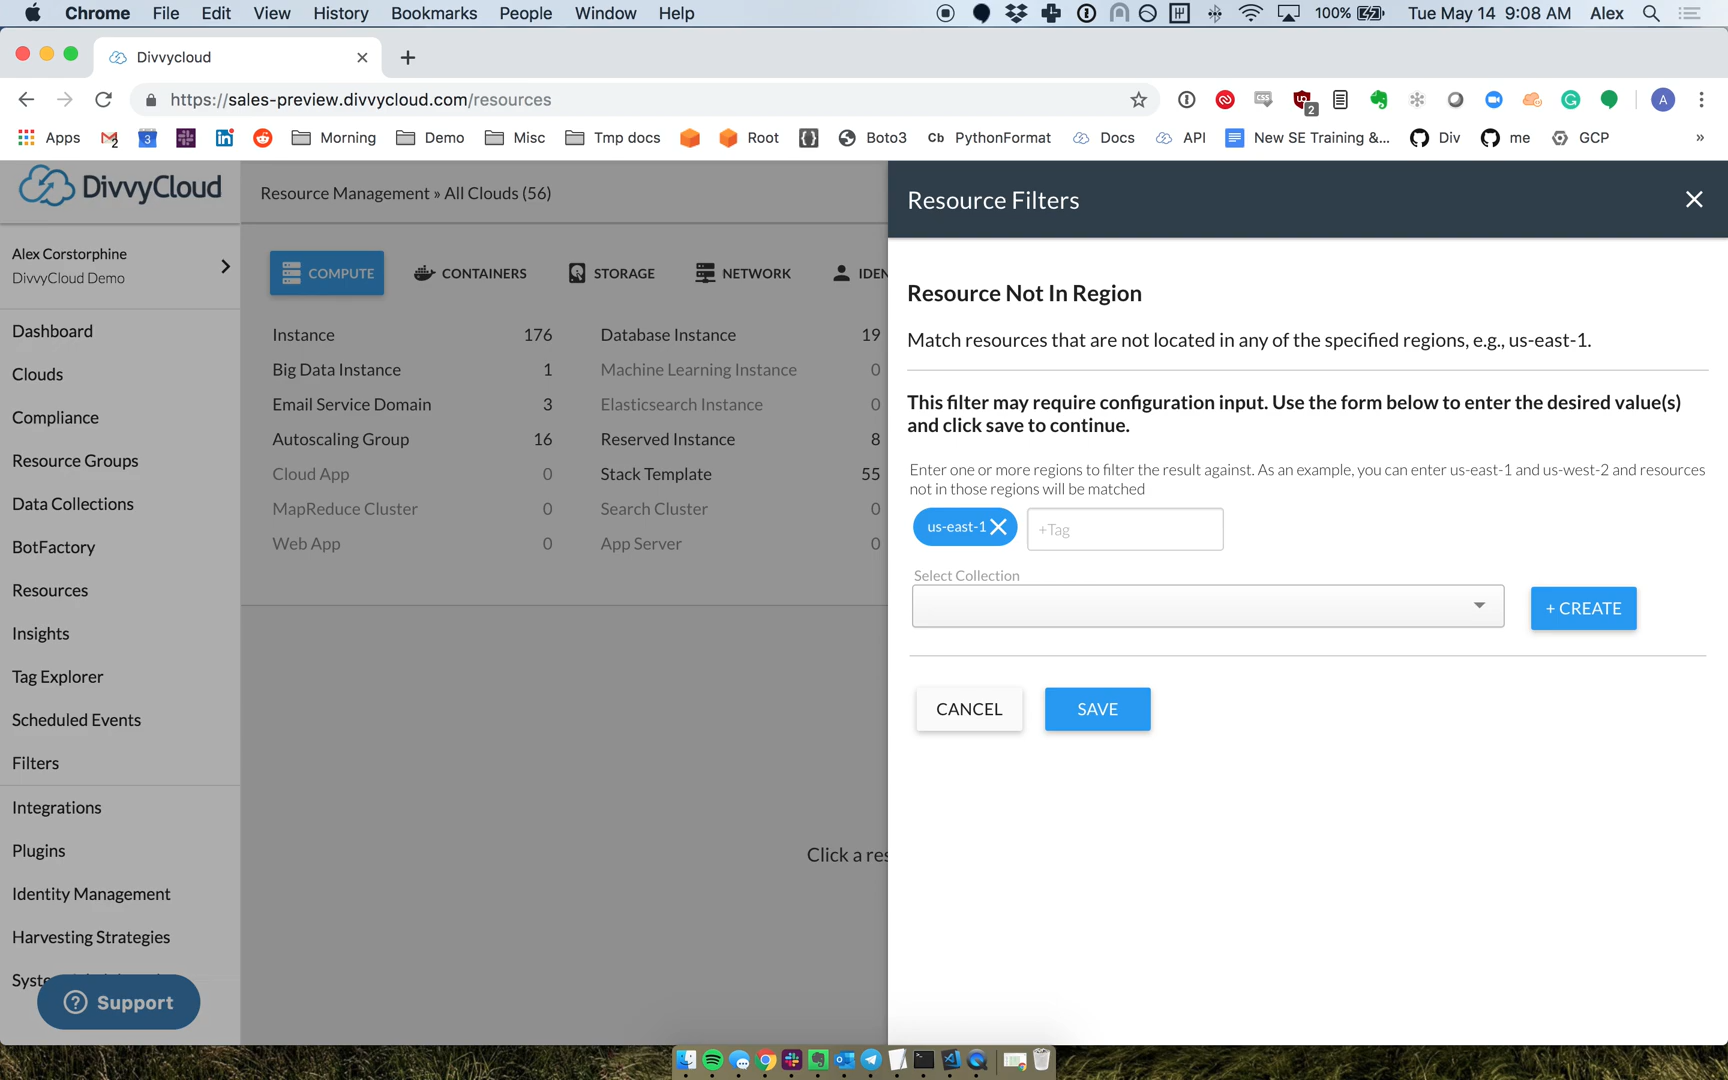 Chrome File Edit View History Bookmarks People Window Help 100% Tue May 14 9:08 AM Alex
Divvycloud
https://sales-preview.divvycloud.com/resources
Apps Morning Demo Misc Tmp docs Root Boto3 Cb PythonFormat Docs API New SE Training &... Div me GCP »
DivvyCloud
Resource Management » All Clouds (56)
Resource Filters
Alex Corstorphine
DivvyCloud Demo
COMPUTE CONTAINERS STORAGE NETWORK IDEN
Resource Not In Region
Match resources that are not located in any of the specified regions, e.g., us-east-1.
Dashboard
Clouds
Compliance
Resource Groups
Data Collections
BotFactory
Resources
Insights
Tag Explorer
Scheduled Events
Filters
Integrations
Plugins
Identity Management
Harvesting Strategies
Syste
Support
Instance 176 Database Instance 19
Big Data Instance 1 Machine Learning Instance 0
Email Service Domain 3 Elasticsearch Instance 0
Autoscaling Group 16 Reserved Instance 8
Cloud App 0 Stack Template 55
MapReduce Cluster 0 Search Cluster 0
Web App 0 App Server 0
Click a res
This filter may require configuration input. Use the form below to enter the desired value(s)
and click save to continue.
Enter one or more regions to filter the result against. As an example, you can enter us-east-1 and us-west-2 and resources
not in those regions will be matched
us-east-1 +Tag
Select Collection
+ CREATE
CANCEL SAVE